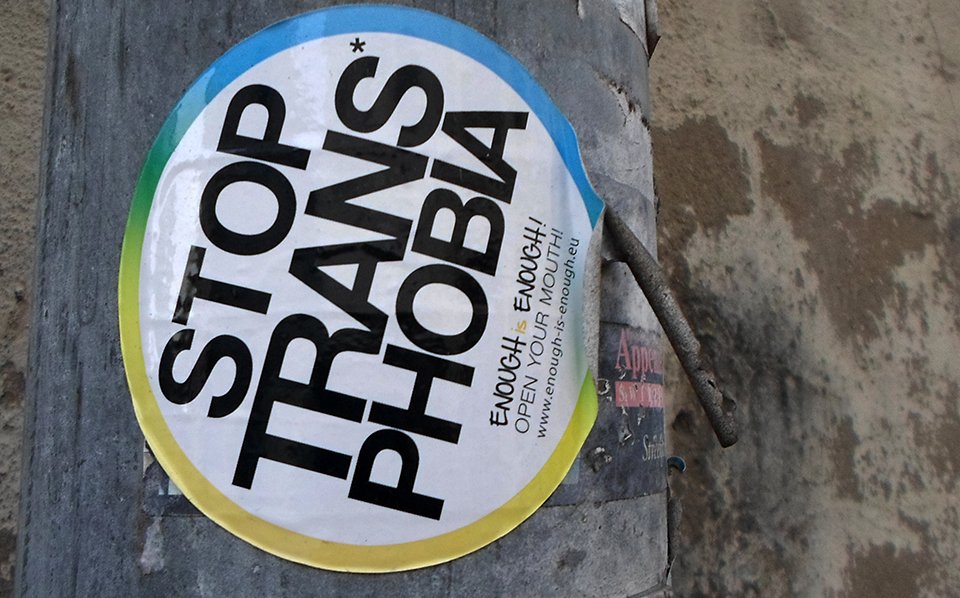 STOP
TRANS*
PHOBIA
ENOUGH is ENOUGH!
OPEN YOUR MOUTH!
www.enough-is-enough.eu